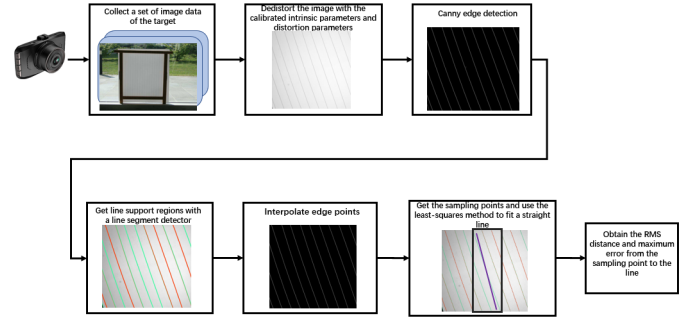 Collect a set of image data
of the target
Dedistort the image with the
calibrated intrinsic parameters and
distortion parameters
Canny edge detection
Get line support regions with
a line segment detector
Interpolate edge points
Get the sampling points and use the
least-squares method to fit a straight
line
Obtain the RMS
distance and maximum
error from the
sampling point to the
line